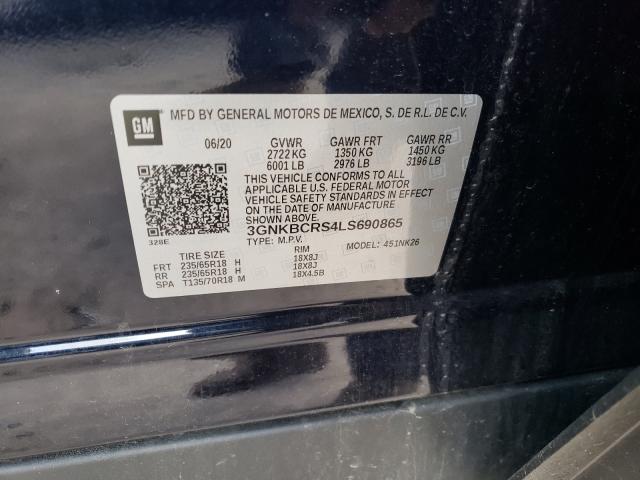 GM
MFD BY GENERAL MOTORS DE MEXICO, S. DE R.L. DE C.V.
06/20 GVWR GAWR FRT GAWR RR
2722 KG 1350 KG 1450 KG
6001 LB 2976 LB 3196 LB
THIS VEHICLE CONFORMS TO ALL
APPLICABLE U.S. FEDERAL MOTOR
VEHICLE SAFETY STANDARDS IN EFFECT
ON THE DATE OF MANUFACTURE
SHOWN ABOVE.
328E 3GNKBCRS4LS690865
TYPE: M.P.V. MODEL: 451NK26
TIRE SIZE RIM
FRT 235/65R18 H 18X8J
RR 235/65R18 H 18X8J
SPA T135/70R18 M 18X4.5B